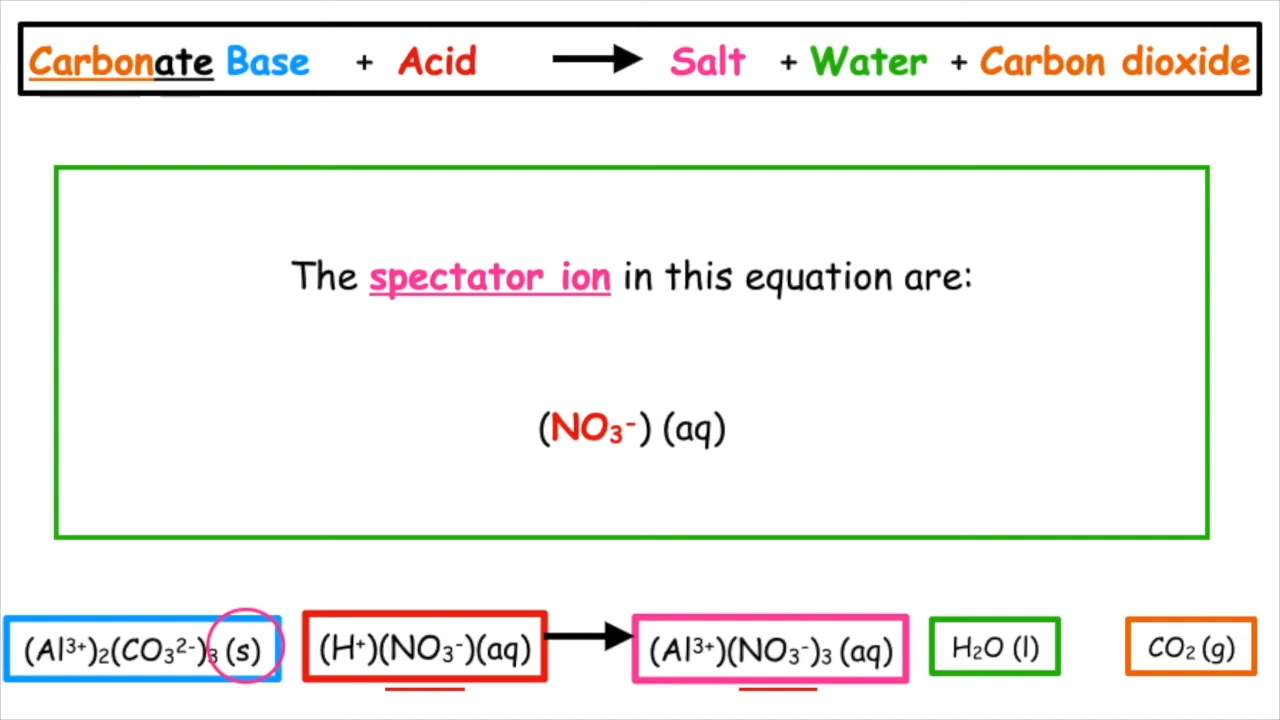 Carbonate Base + Acid → Salt + Water + Carbon dioxide
The spectator ion in this equation are:
(NO₃⁻) (aq)
(Al³⁺)₂(CO₃²⁻)₃ (s) (H⁺)(NO₃⁻)(aq) → (Al³⁺)(NO₃⁻)₃ (aq) H₂O (l) CO₂ (g)